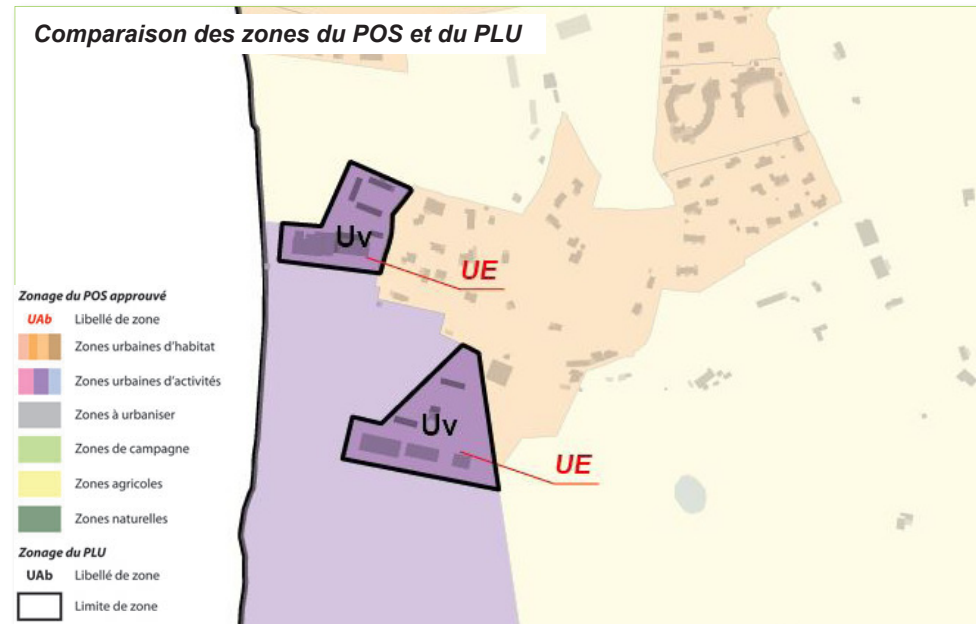 Comparaison des zones du POS et du PLU
Uv
UE
Uv
UE
Zonage du POS approuvé
UAb Libellé de zone
Zones urbaines d'habitat
Zones urbaines d'activités
Zones à urbaniser
Zones de campagne
Zones agricoles
Zones naturelles
Zonage du PLU
UAb Libellé de zone
Limite de zone